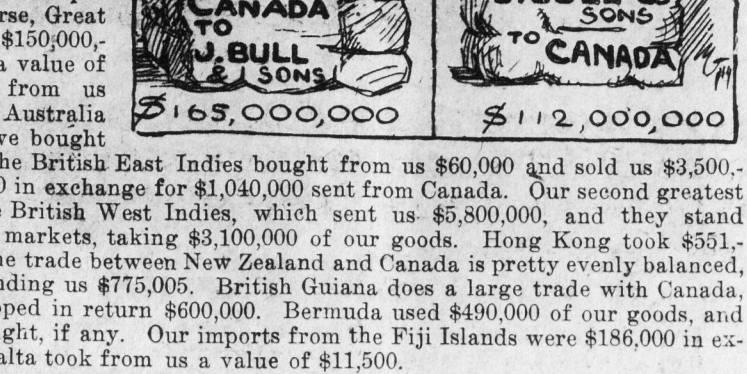 rse, Great
$150,000,-
a value of
from us
Australia
ve bought
CANADA
TO
J. BULL
& SONS
$165,000,000
SONS
TO CANADA
$112,000,000
he British East Indies bought from us $60,000 and sold us $3,500,-
0 in exchange for $1,040,000 sent from Canada. Our second greatest
British West Indies, which sent us $5,800,000, and they stand
markets, taking $3,100,000 of our goods. Hong Kong took $551,-
ne trade between New Zealand and Canada is pretty evenly balanced,
nding us $775,005. British Guiana does a large trade with Canada,
pped in return $600,000. Bermuda used $490,000 of our goods, and
ght, if any. Our imports from the Fiji Islands were $186,000 in ex-
alta took from us a value of $11,500.